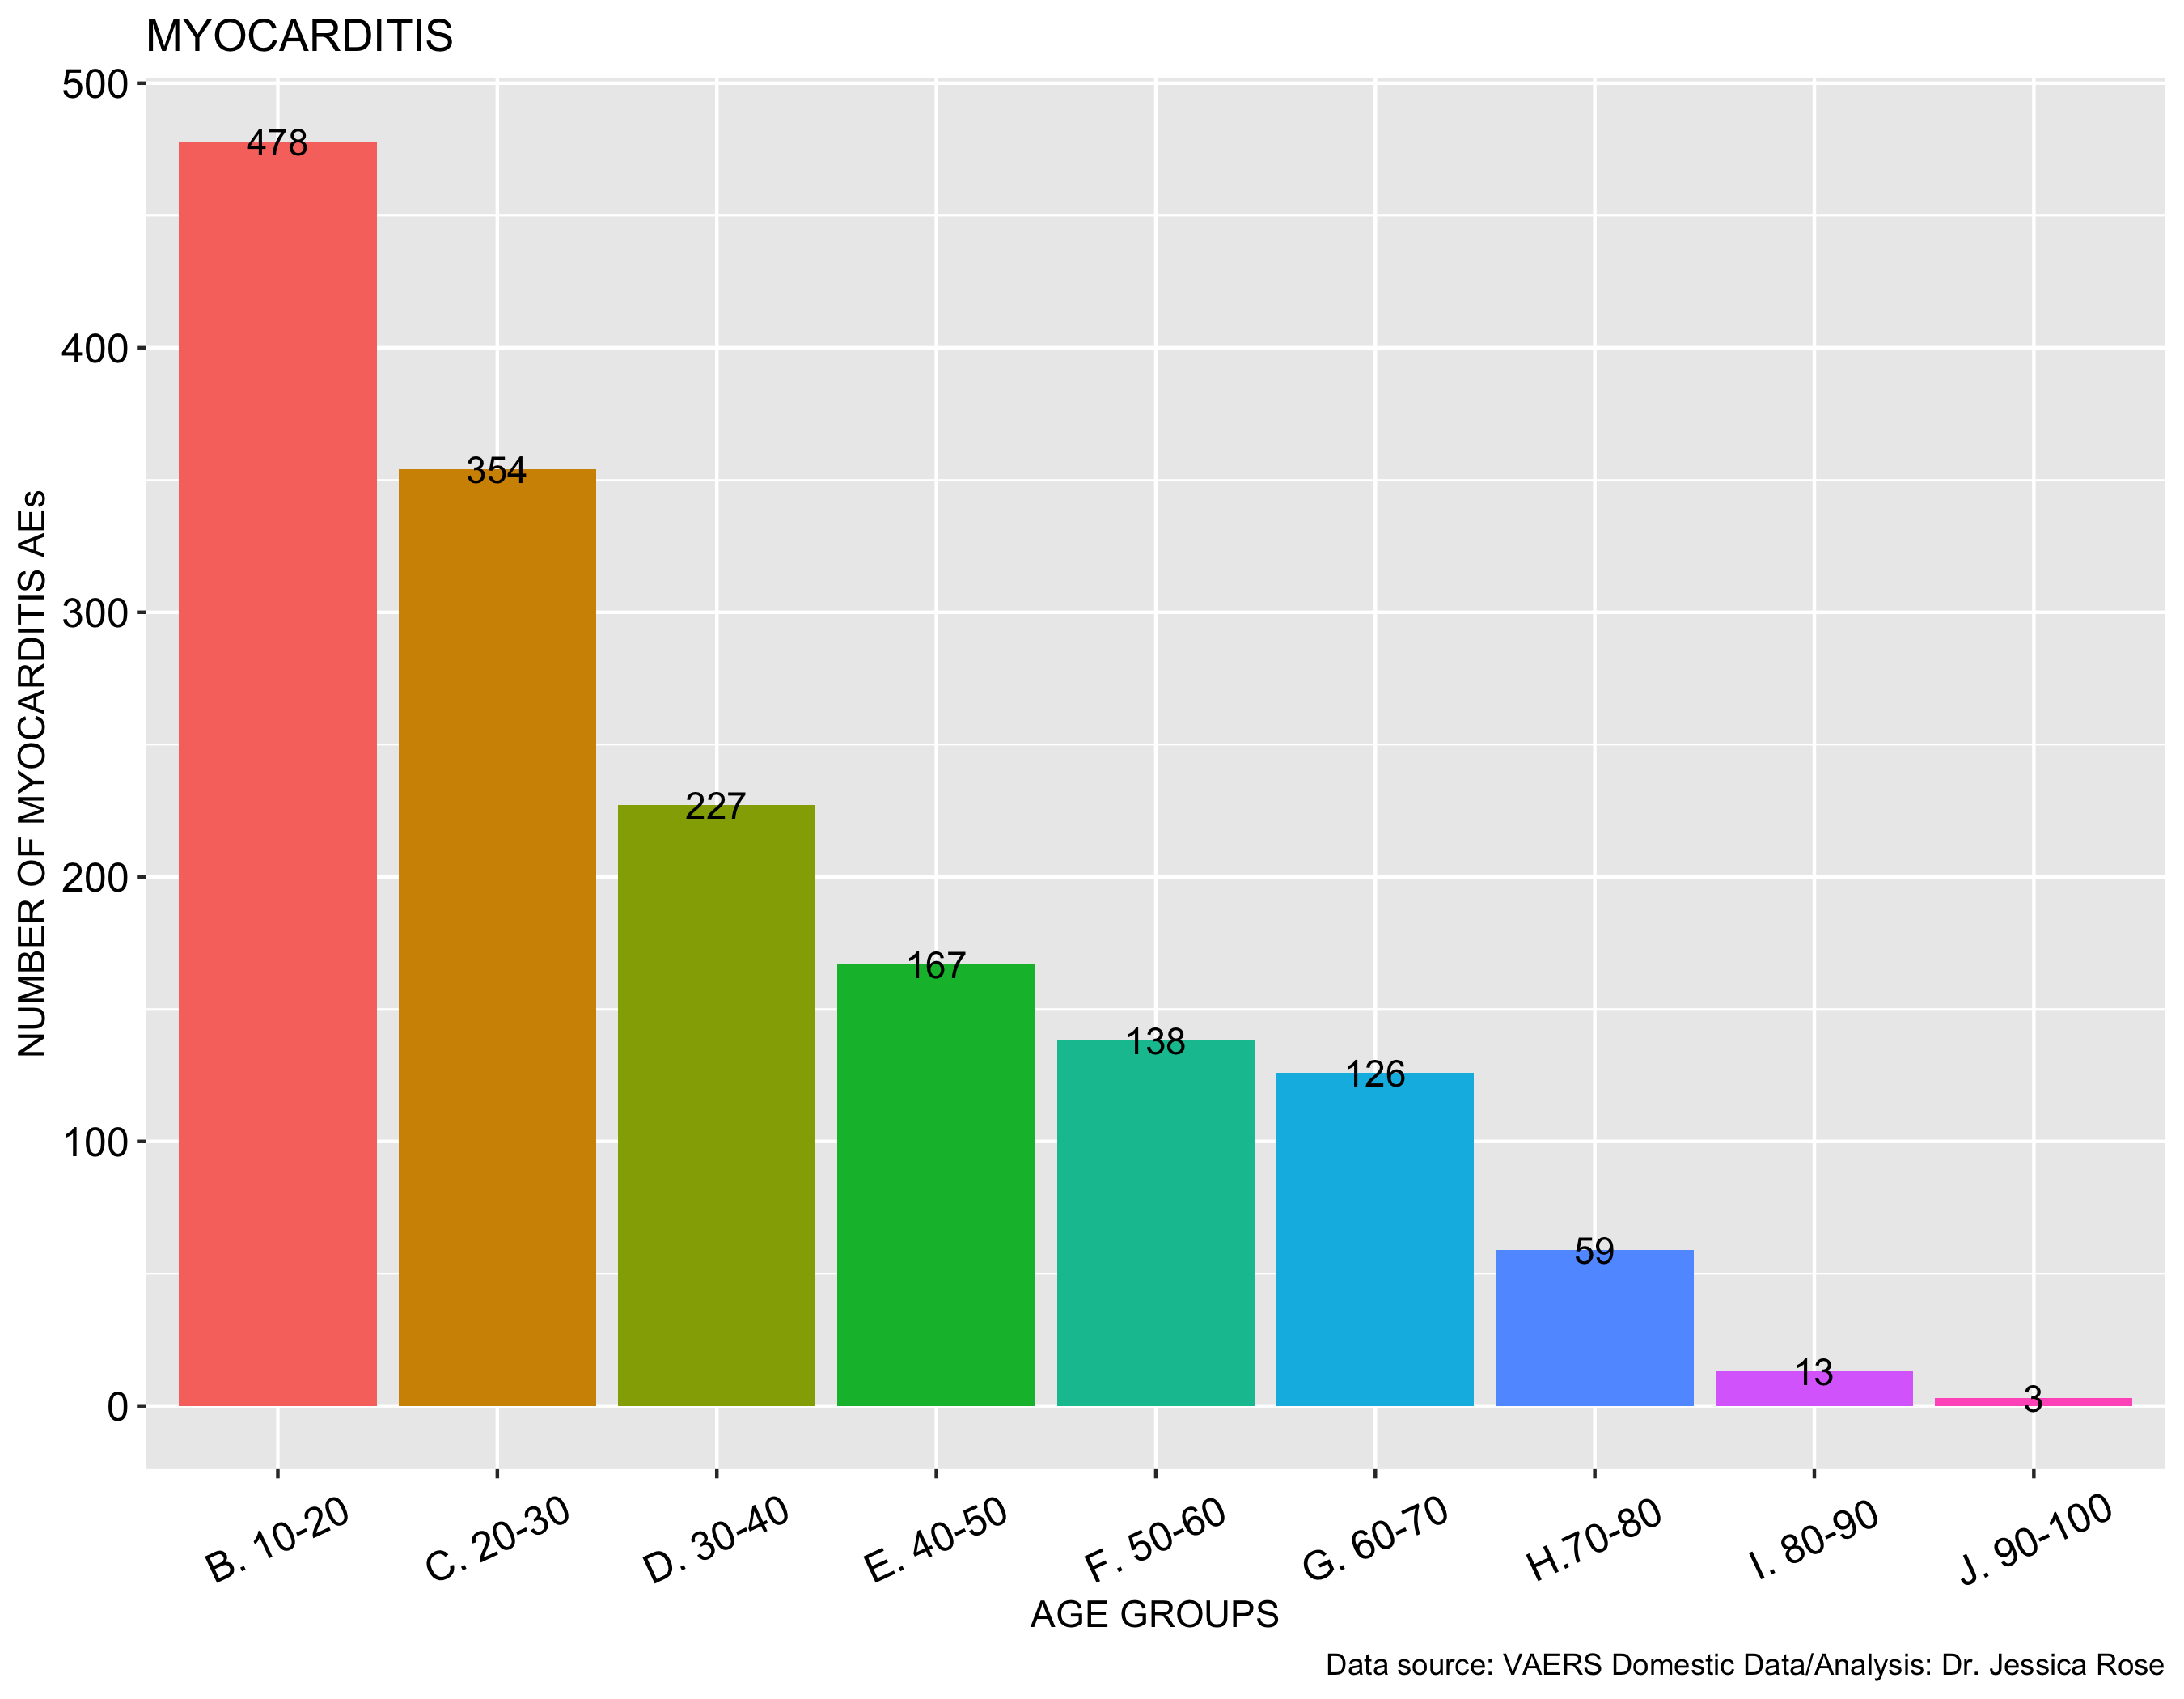 MYOCARDITIS
500
400
300
200
100
0
NUMBER OF MYOCARDITIS AEs
478
354
227
167
138
126
59
13
3
B. 10-20
C. 20-30
D. 30-40
E. 40-50
F. 50-60
G. 60-70
H.70-80
I. 80-90
J. 90-100
AGE GROUPS
Data source: VAERS Domestic Data/Analysis: Dr. Jessica Rose